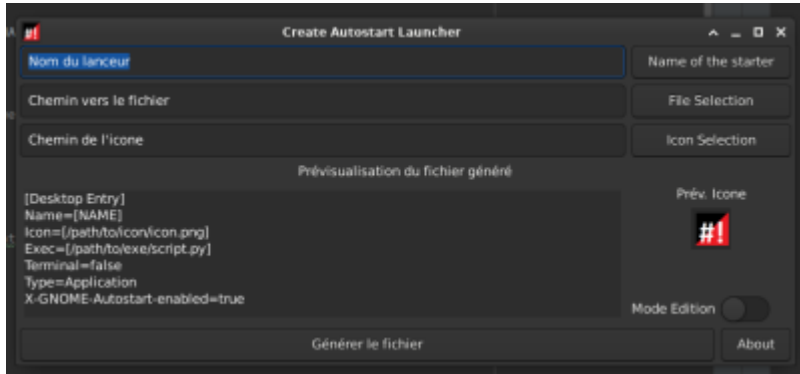 #! Create Autostart Launcher
Nom du lanceur Name of the starter
Chemin vers le fichier File Selection
Chemin de l'icone Icon Selection
Prévisualisation du fichier généré
[Desktop Entry]
Name=[NAME]
Icon=[/path/to/icon/icon.png]
Exec=[/path/to/exe/script.py]
Terminal=false
Type=Application
X-GNOME-Autostart-enabled=true
Prév. Icone
#!
Mode Edition
Générer le fichier About